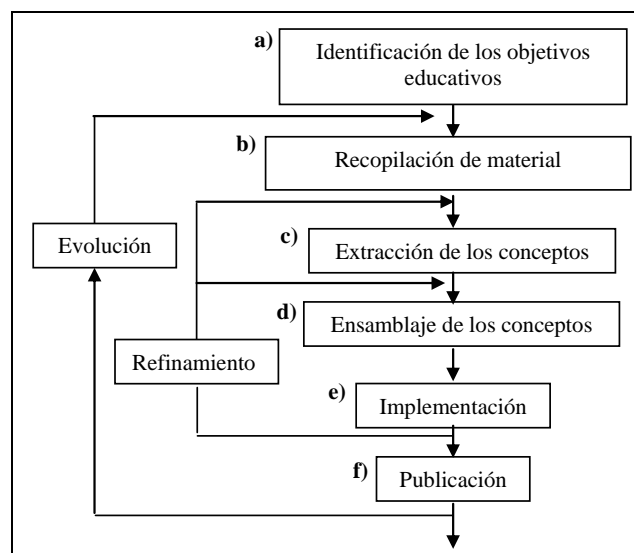 a)
Identificación de los objetivos
educativos
b)
Recopilación de material
Evolución
c)
Extracción de los conceptos
d)
Ensamblaje de los conceptos
Refinamiento
e)
Implementación
f)
Publicación